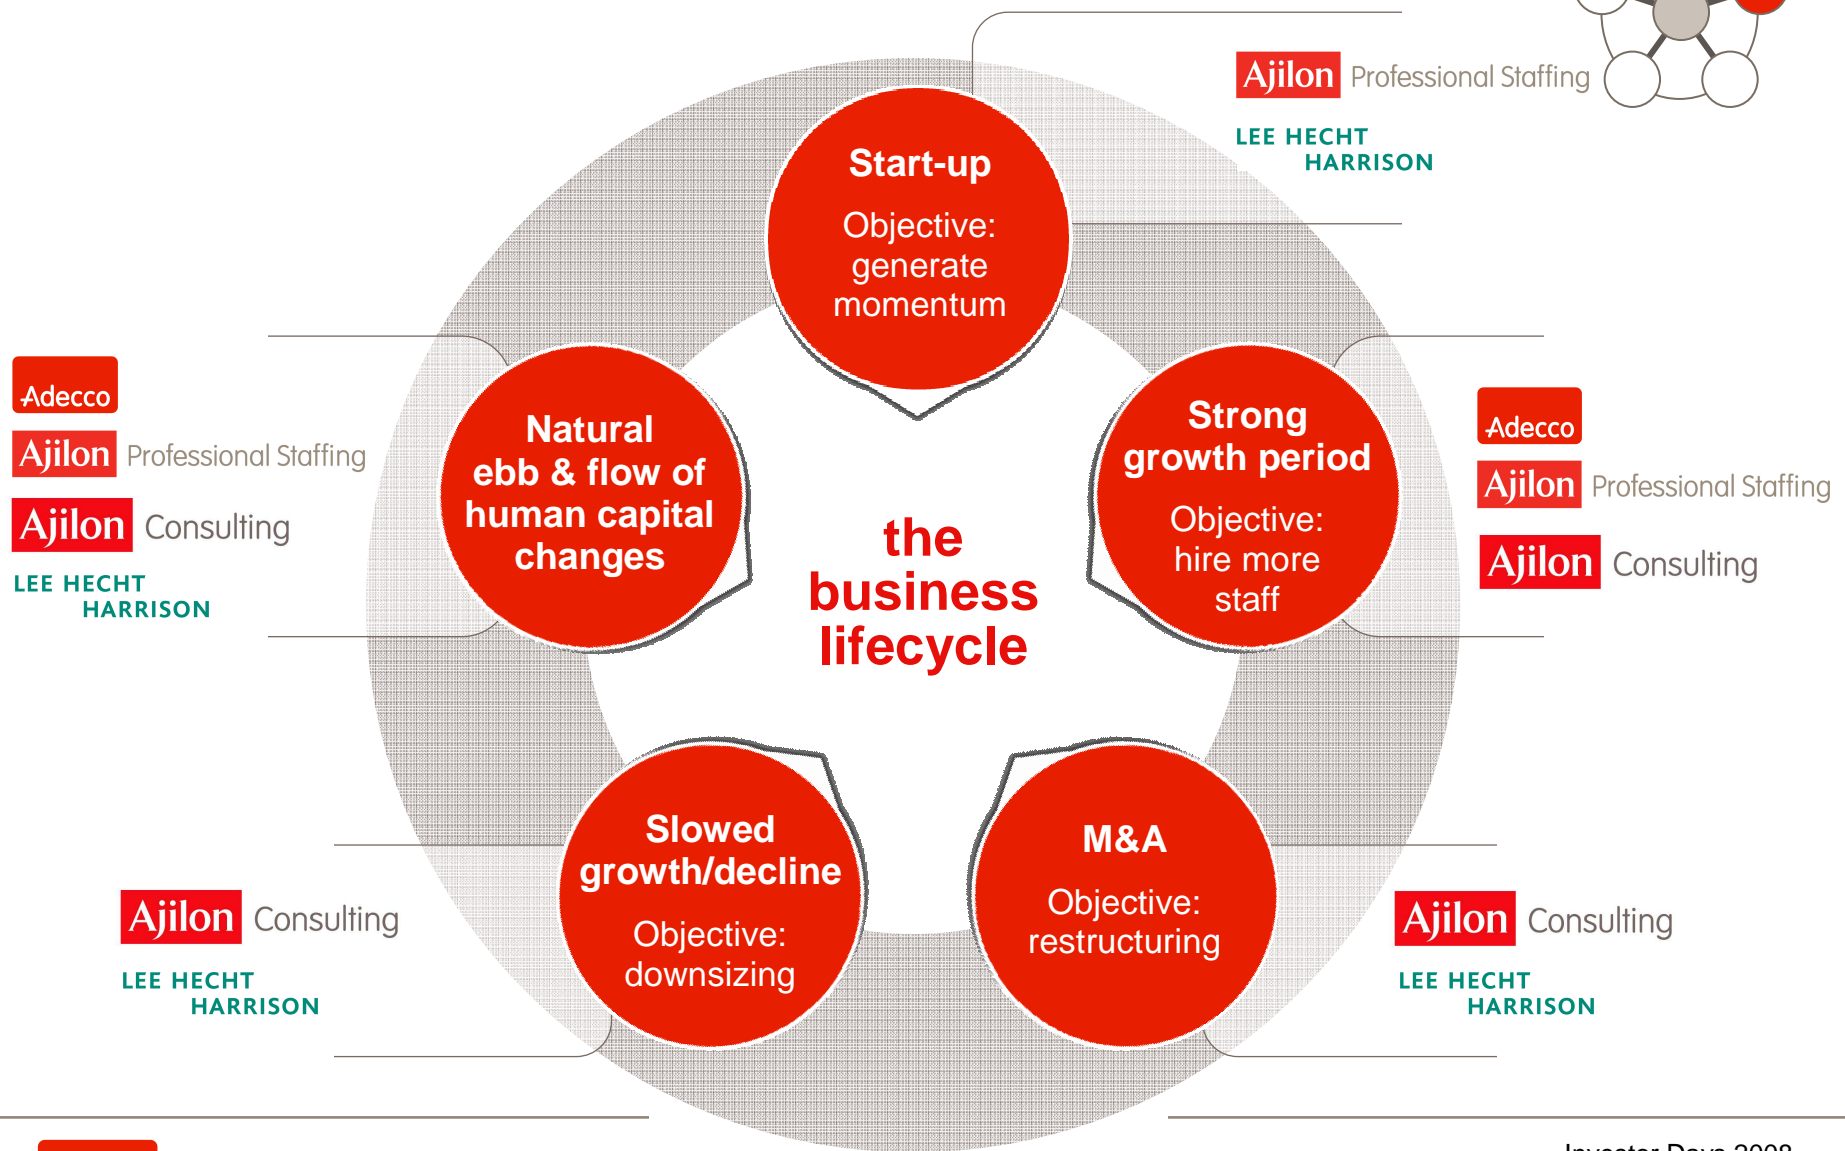 Ajilon Professional Staffing
LEE HECHT
HARRISON
Start-up
Objective:
generate
momentum
Adecco
Ajilon Professional Staffing
Ajilon Consulting
LEE HECHT
HARRISON
Natural
ebb & flow of
human capital
changes
the
business
lifecycle
Strong
growth period
Objective:
hire more
staff
Adecco
Ajilon Professional Staffing
Ajilon Consulting
Ajilon Consulting
LEE HECHT
HARRISON
Slowed
growth/decline
Objective:
downsizing
M&A
Objective:
restructuring
Ajilon Consulting
LEE HECHT
HARRISON
Investor Days 2008